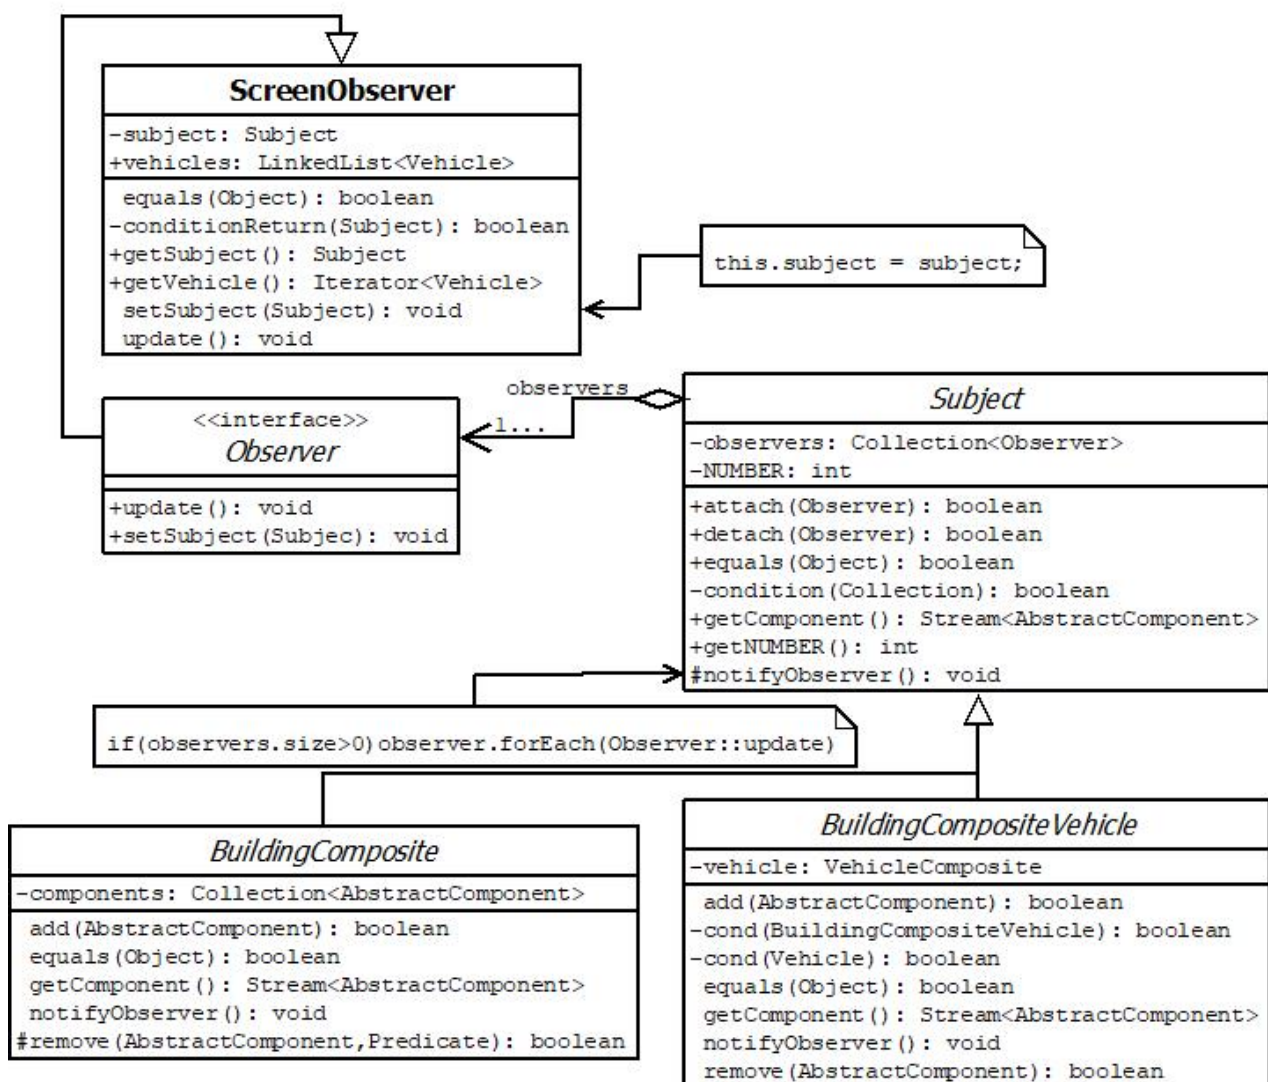 ScreenObserver
-subject: Subject
+vehicles: LinkedList<Vehicle>
equals(Object): boolean
-conditionReturn(Subject): boolean
+getSubject(): Subject
+getVehicle(): Iterator<Vehicle>
setSubject(Subject): void
update(): void
this.subject = subject;
observers
1...
<<interface>>
Observer
+update(): void
+setSubject(Subjec): void
Subject
-observers: Collection<Observer>
-NUMBER: int
+attach(Observer): boolean
+detach(Observer): boolean
+equals(Object): boolean
-condition(Collection): boolean
+getComponent(): Stream<AbstractComponent>
+getNUMBER(): int
#notifyObserver(): void
if(observers.size>0)observer.forEach(Observer::update)
BuildingComposite
-components: Collection<AbstractComponent>
add(AbstractComponent): boolean
equals(Object): boolean
getComponent(): Stream<AbstractComponent>
notifyObserver(): void
#remove(AbstractComponent,Predicate): boolean
BuildingCompositeVehicle
-vehicle: VehicleComposite
add(AbstractComponent): boolean
-cond(BuildingCompositeVehicle): boolean
-cond(Vehicle): boolean
equals(Object): boolean
getComponent(): Stream<AbstractComponent>
notifyObserver(): void
remove(AbstractComponent): boolean